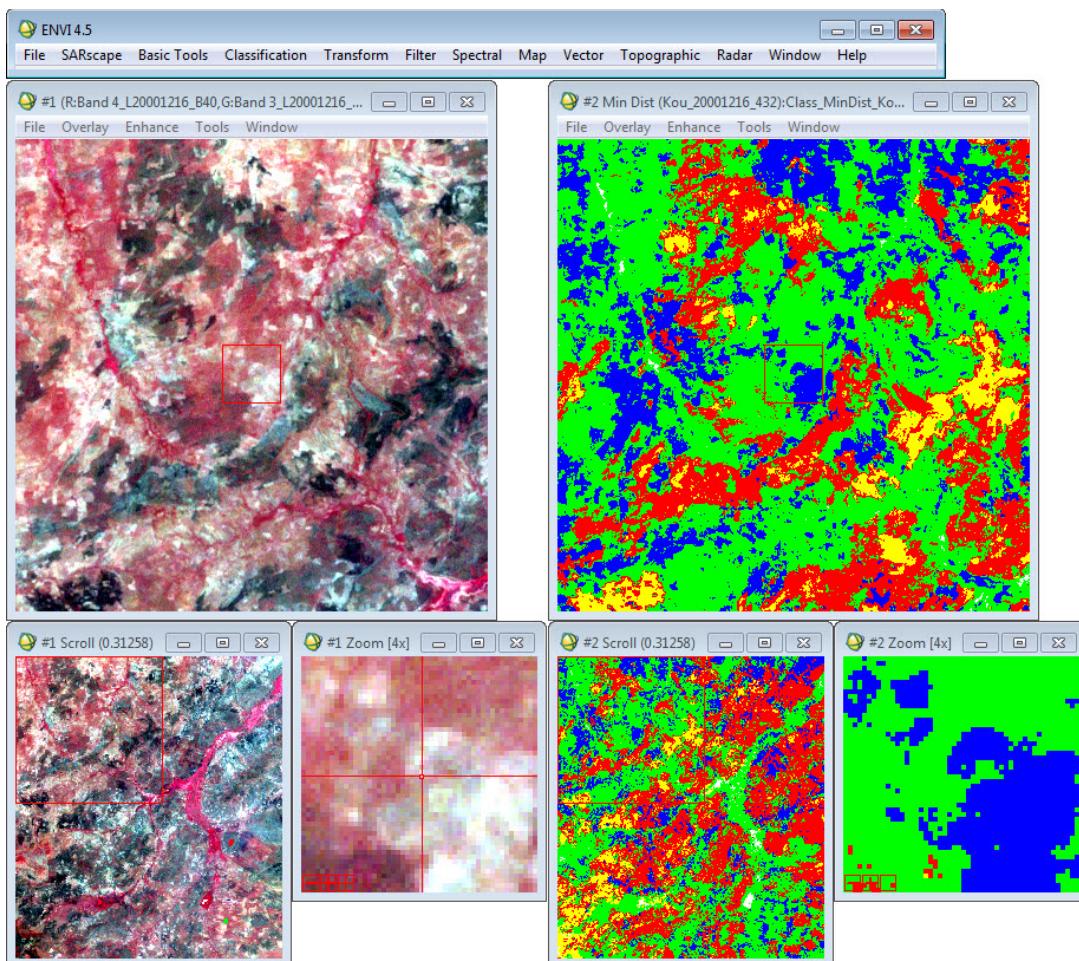 ENVI 4.5
File SARscape Basic Tools Classification Transform Filter Spectral Map Vector Topographic Radar Window Help
#1 (R:Band 4_L20001216_B40,G:Band 3_L20001216_...
#2 Min Dist (Kou_20001216_432):Class_MinDist_Ko...
File Overlay Enhance Tools Window
File Overlay Enhance Tools Window
#1 Scroll (0.31258)
#1 Zoom [4x]
#2 Scroll (0.31258)
#2 Zoom [4x]